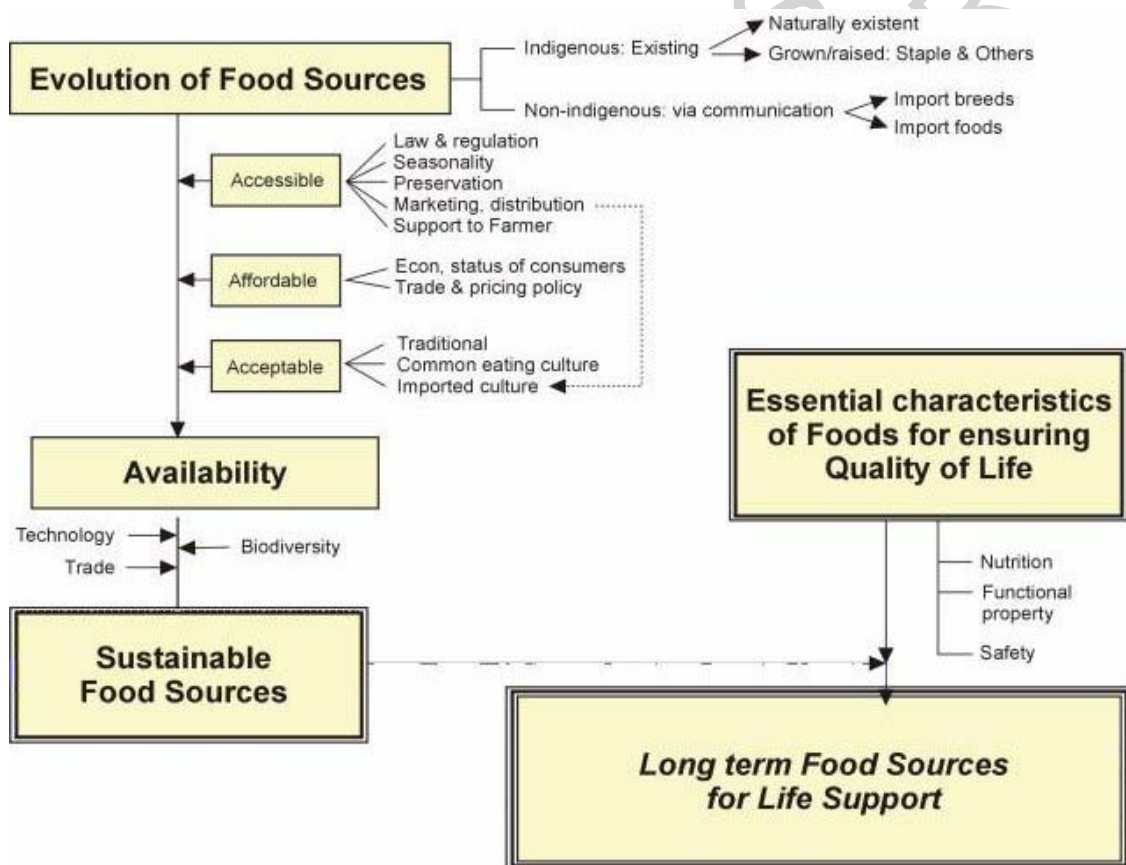 Evolution of Food Sources
Indigenous: Existing
Naturally existent
Grown/raised: Staple & Others
Non-indigenous: via communication
Import breeds
Import foods
Accessible
Law & regulation
Seasonality
Preservation
Marketing, distribution
Support to Farmer
Affordable
Econ, status of consumers
Trade & pricing policy
Acceptable
Traditional
Common eating culture
Imported culture
Availability
Technology
Biodiversity
Trade
Sustainable
Food Sources
Essential characteristics
of Foods for ensuring
Quality of Life
Nutrition
Functional
property
Safety
Long term Food Sources
for Life Support